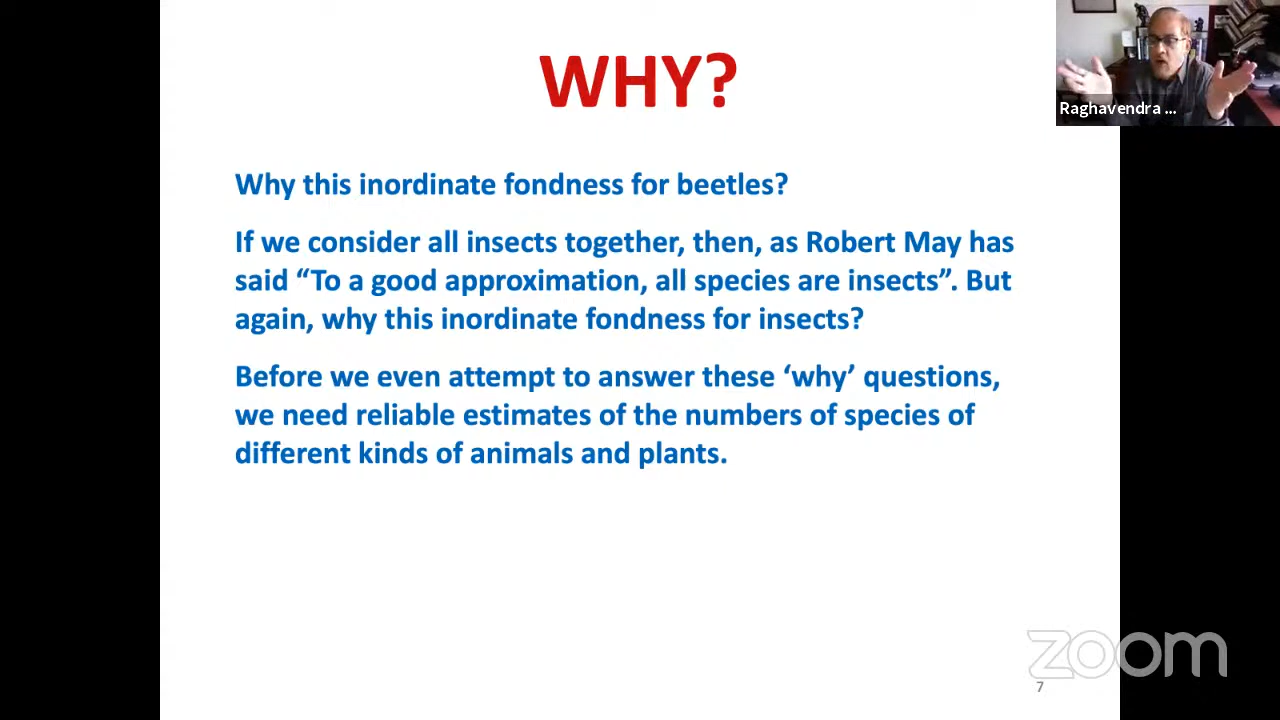 WHY?
Raghavendra ...
Why this inordinate fondness for beetles?
If we consider all insects together, then, as Robert May has
said “To a good approximation, all species are insects”. But
again, why this inordinate fondness for insects?
Before we even attempt to answer these ‘why’ questions,
we need reliable estimates of the numbers of species of
different kinds of animals and plants.
zoom
7